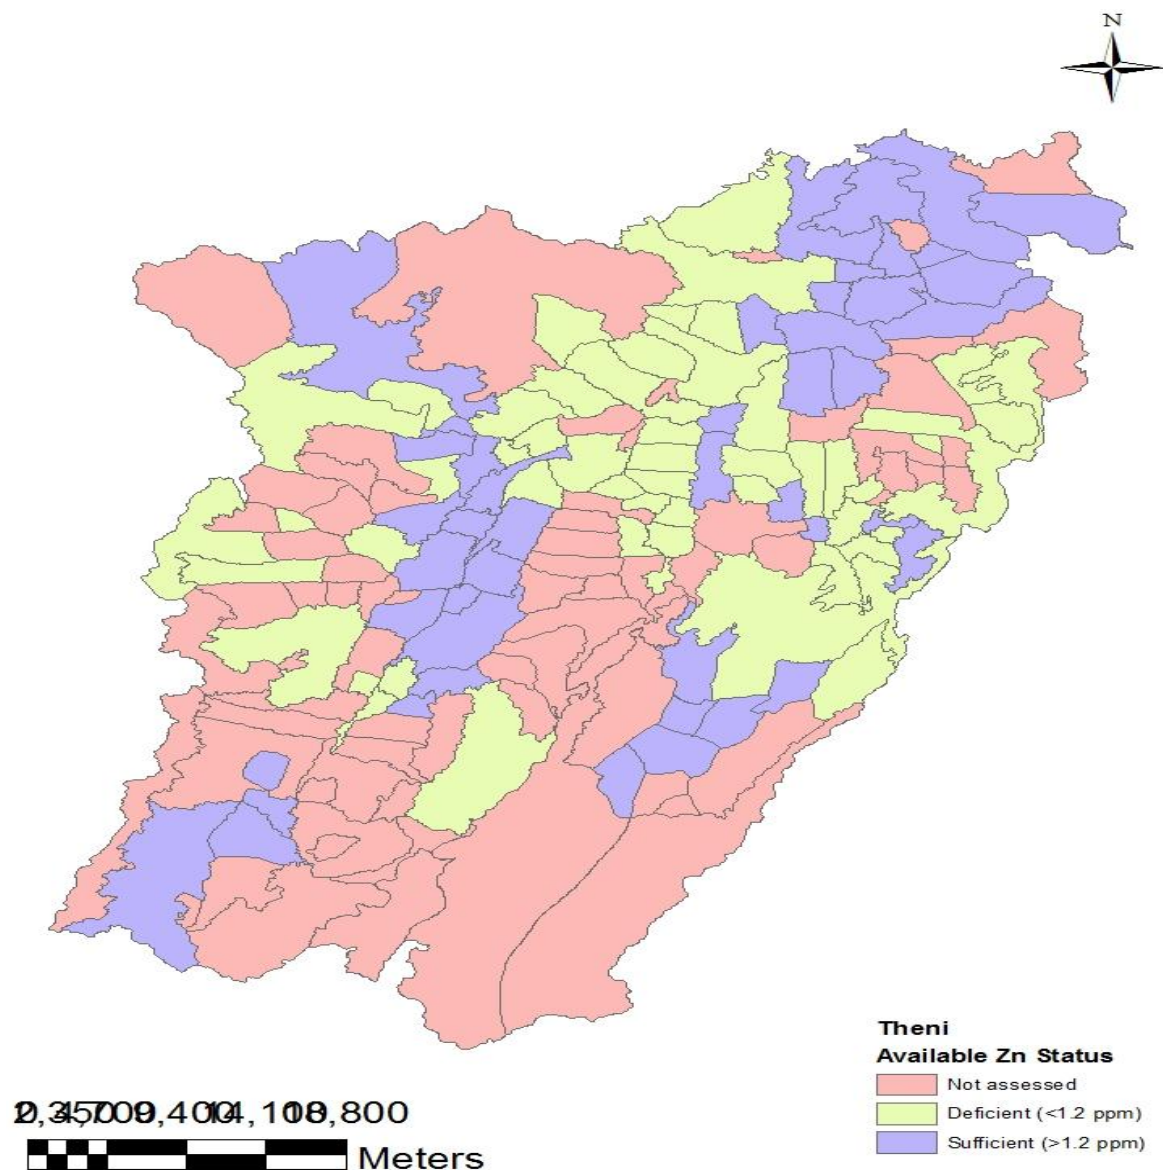 N
Theni
Available Zn Status
Not assessed
Deficient (<1.2 ppm)
Sufficient (>1.2 ppm)
Meters